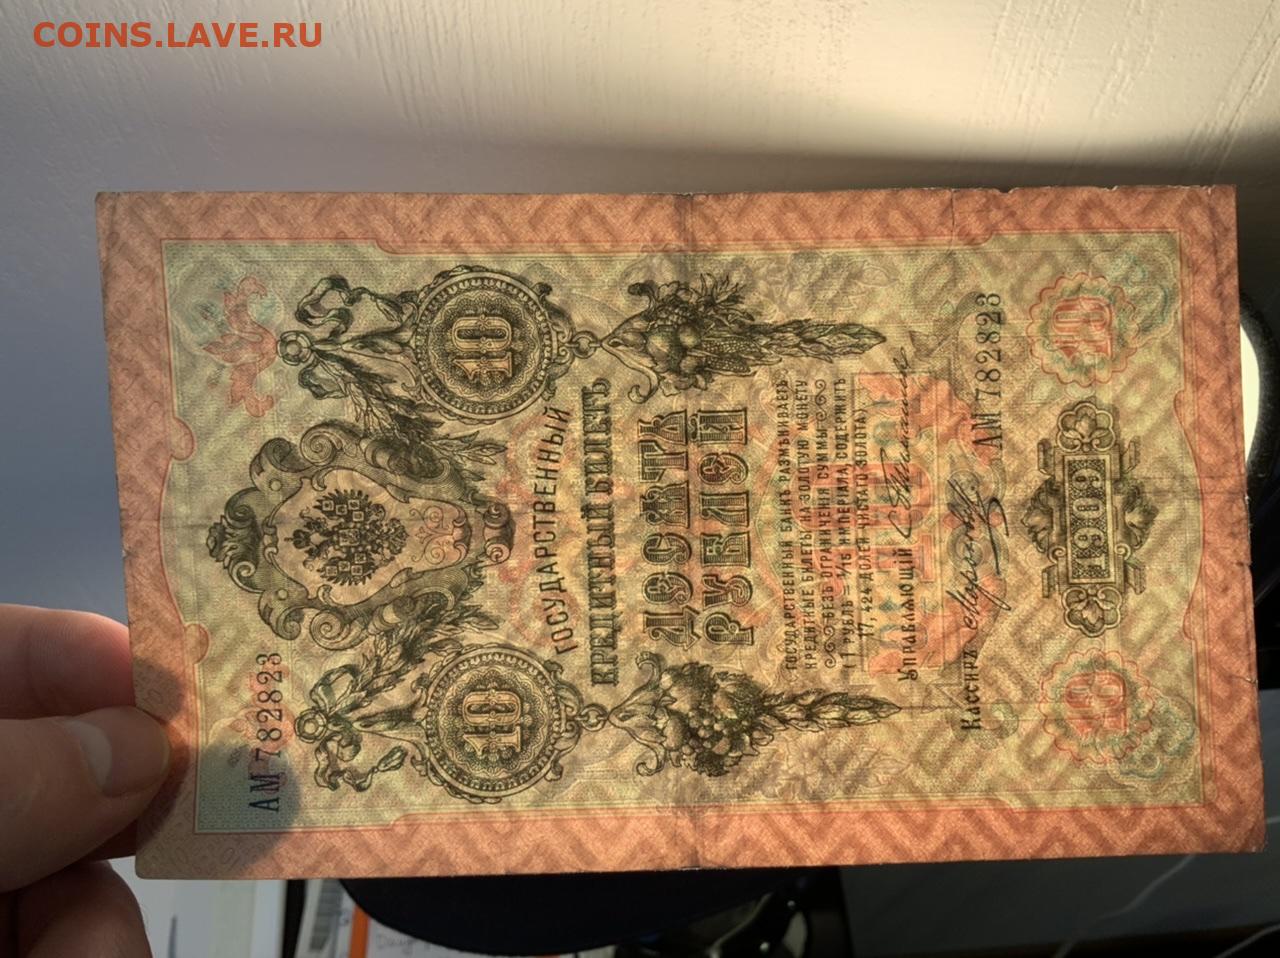 COINS.LAVE.RU
АМ 782823
10
10
ГОСУДАРСТВЕННЫЙ
КРЕДИТНЫЙ БИЛЕТЪ
ДЕСЯТЬ
РУБЛЕЙ
ГОСУДАРСТВЕННЫЙ БАНКЪ РАЗМѢНИВАЕТЪ
КРЕДИТНЫЕ БИЛЕТЫ НА ЗОЛОТУЮ МОНЕТУ
БЕЗЪ ОГРАНИЧЕНІЯ СУММЫ
(1 РУБЛЬ = 1/15 ИМПЕРІАЛА, СОДЕРЖИТЪ
17,424 ДОЛЕЙ ЧИСТАГО ЗОЛОТА)
Управляющій
Кассиръ
АМ 782823
10
1909
10